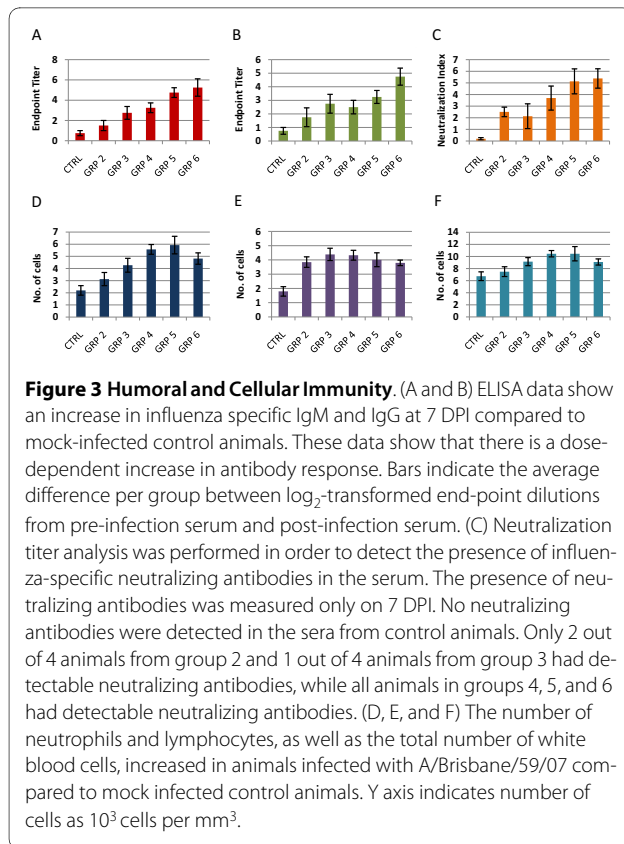 A
B
C
Endpoint Titer
8
6
4
2
0
CTRL
GRP 2
GRP 3
GRP 4
GRP 5
GRP 6
Endpoint Titer
6
5
4
3
2
1
0
CTRL
GRP 2
GRP 3
GRP 4
GRP 5
GRP 6
Neutralization Index
7
6
5
4
3
2
1
0
CTRL
GRP 2
GRP 3
GRP 4
GRP 5
GRP 6
D
E
F
No. of cells
7
6
5
4
3
2
1
0
CTRL
GRP 2
GRP 3
GRP 4
GRP 5
GRP 6
No. of cells
6
5
4
3
2
1
0
CTRL
GRP 2
GRP 3
GRP 4
GRP 5
GRP 6
No. of cells
14
12
10
8
6
4
2
0
CTRL
GRP 2
GRP 3
GRP 4
GRP 5
GRP 6
Figure 3 Humoral and Cellular Immunity. (A and B) ELISA data show
an increase in influenza specific IgM and IgG at 7 DPI compared to
mock-infected control animals. These data show that there is a dose-
dependent increase in antibody response. Bars indicate the average
difference per group between log₂-transformed end-point dilutions
from pre-infection serum and post-infection serum. (C) Neutralization
titer analysis was performed in order to detect the presence of influen-
za-specific neutralizing antibodies in the serum. The presence of neu-
tralizing antibodies was measured only on 7 DPI. No neutralizing
antibodies were detected in the sera from control animals. Only 2 out
of 4 animals from group 2 and 1 out of 4 animals from group 3 had de-
tectable neutralizing antibodies, while all animals in groups 4, 5, and 6
had detectable neutralizing antibodies. (D, E, and F) The number of
neutrophils and lymphocytes, as well as the total number of white
blood cells, increased in animals infected with A/Brisbane/59/07 com-
pared to mock infected control animals. Y axis indicates number of
cells as 10³ cells per mm³.